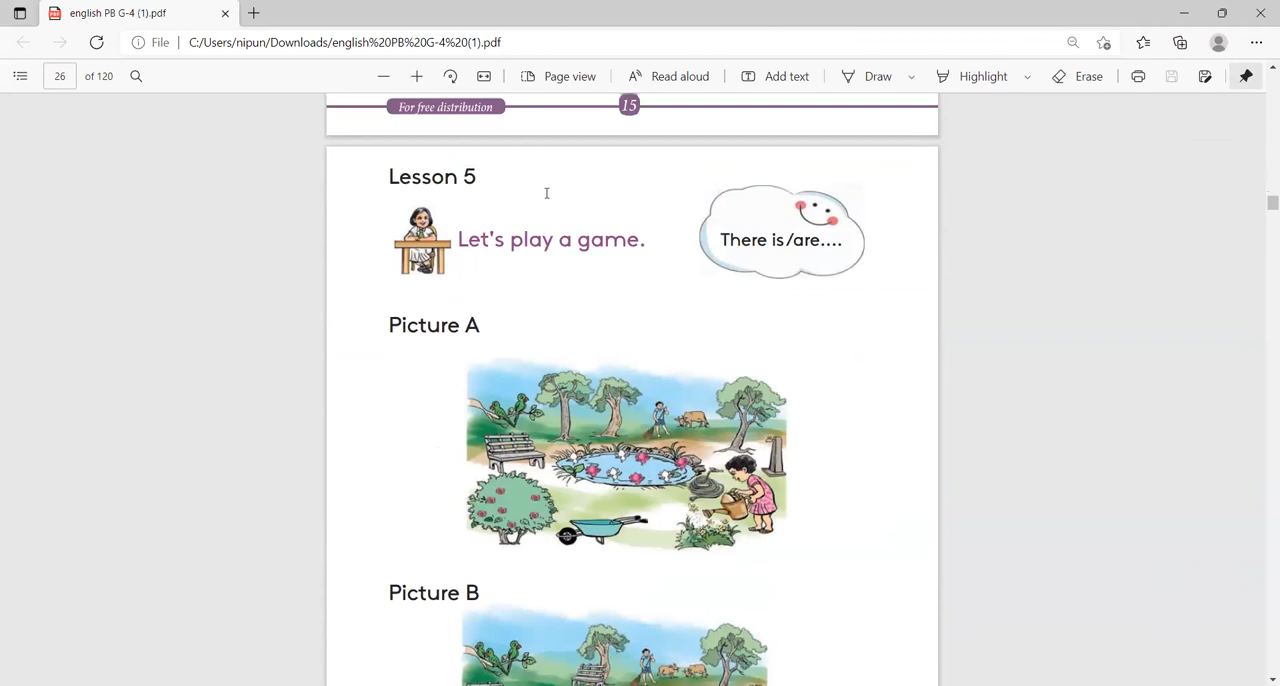 english PB G-4 (1).pdf
File
C:/Users/nipun/Downloads/english%20PB%20G-4%20(1).pdf
26 of 120
Page view
Read aloud
Add text
Draw
Highlight
Erase
For free distribution
15
Lesson 5
Let's play a game.
There is/are....
Picture A
Picture B